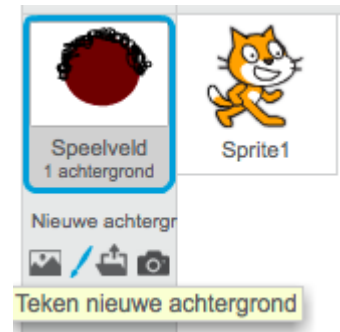 Speelveld
1 achtergrond
Sprite1
Nieuwe achtergr
Teken nieuwe achtergrond